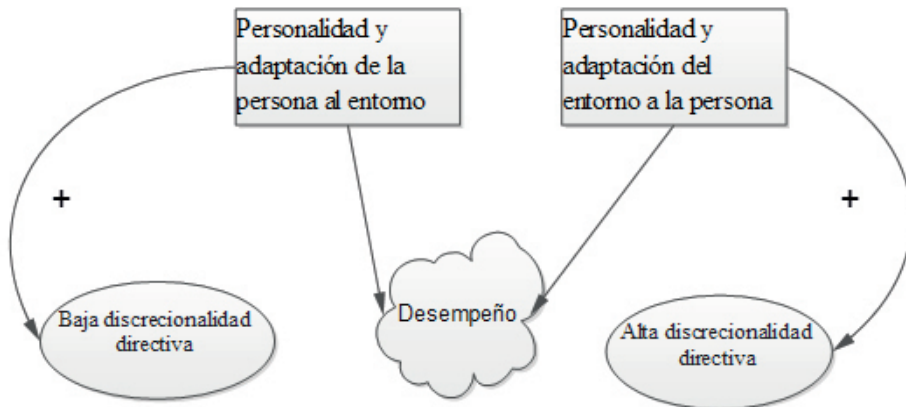 Personalidad y
adaptación de la
persona al entorno
Personalidad y
adaptación del
entorno a la persona
+
+
Baja discrecionalidad
directiva
Desempeño
Alta discrecionalidad
directiva